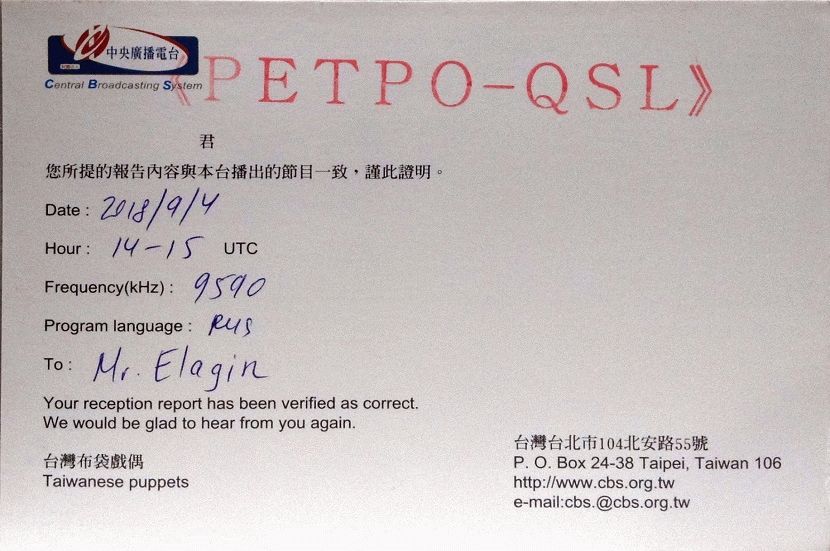 中央廣播電台
財團法人
Central Broadcasting System
《РЕТРО-QSL》
君
您所提的報告內容與本台播出的節目一致，謹此證明。
Date : 2018/9/4
Hour : 14-15 UTC
Frequency(kHz) : 9590
Program language : RUS
To : Mr. Elagin
Your reception report has been verified as correct.
We would be glad to hear from you again.
台灣布袋戲偶
Taiwanese puppets
台灣台北市104北安路55號
P. O. Box 24-38 Taipei, Taiwan 106
http://www.cbs.org.tw
e-mail:cbs.@cbs.org.tw